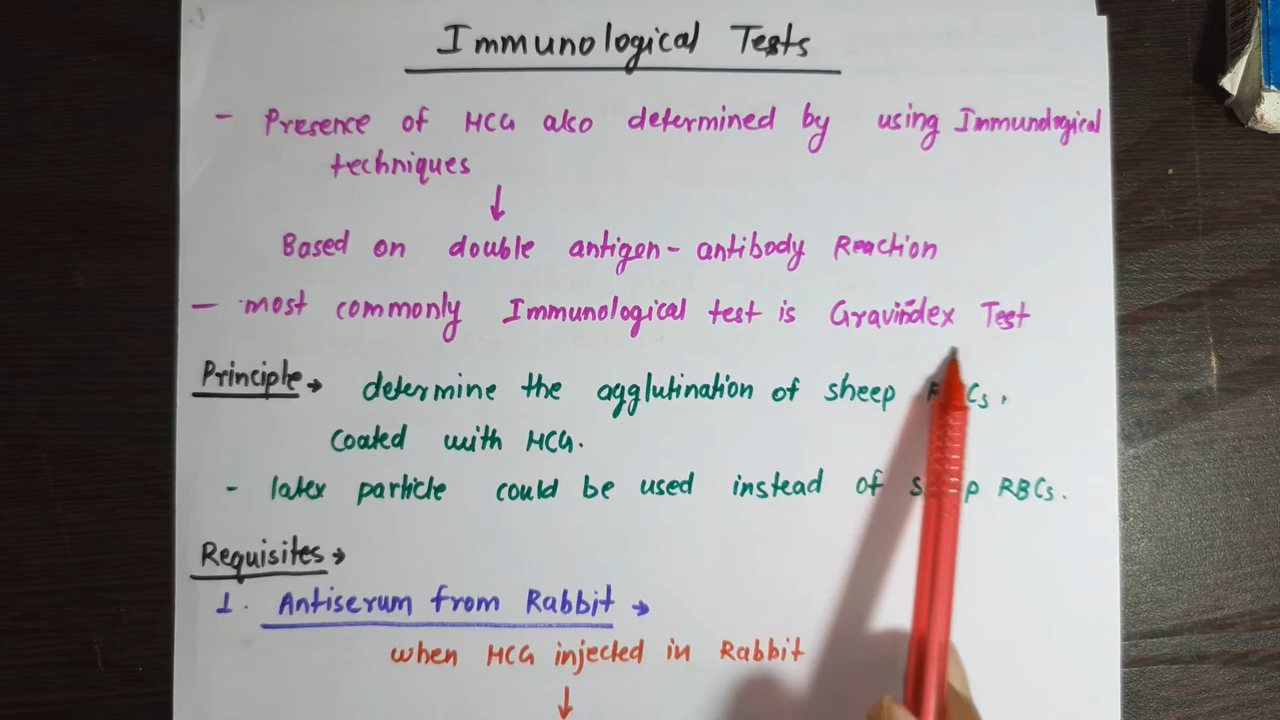 Immunological Tests
- Presence of HCG also determined by using Immunological
techniques
↓
Based on double antigen-antibody Reaction
- most commonly Immunological test is Gravindex Test
Principle → determine the agglutination of sheep
coated with HCG.
- latex particle could be used instead of RBCs.
Requisites →
1. Antiserum from Rabbit →
when HCG injected in Rabbit
↓